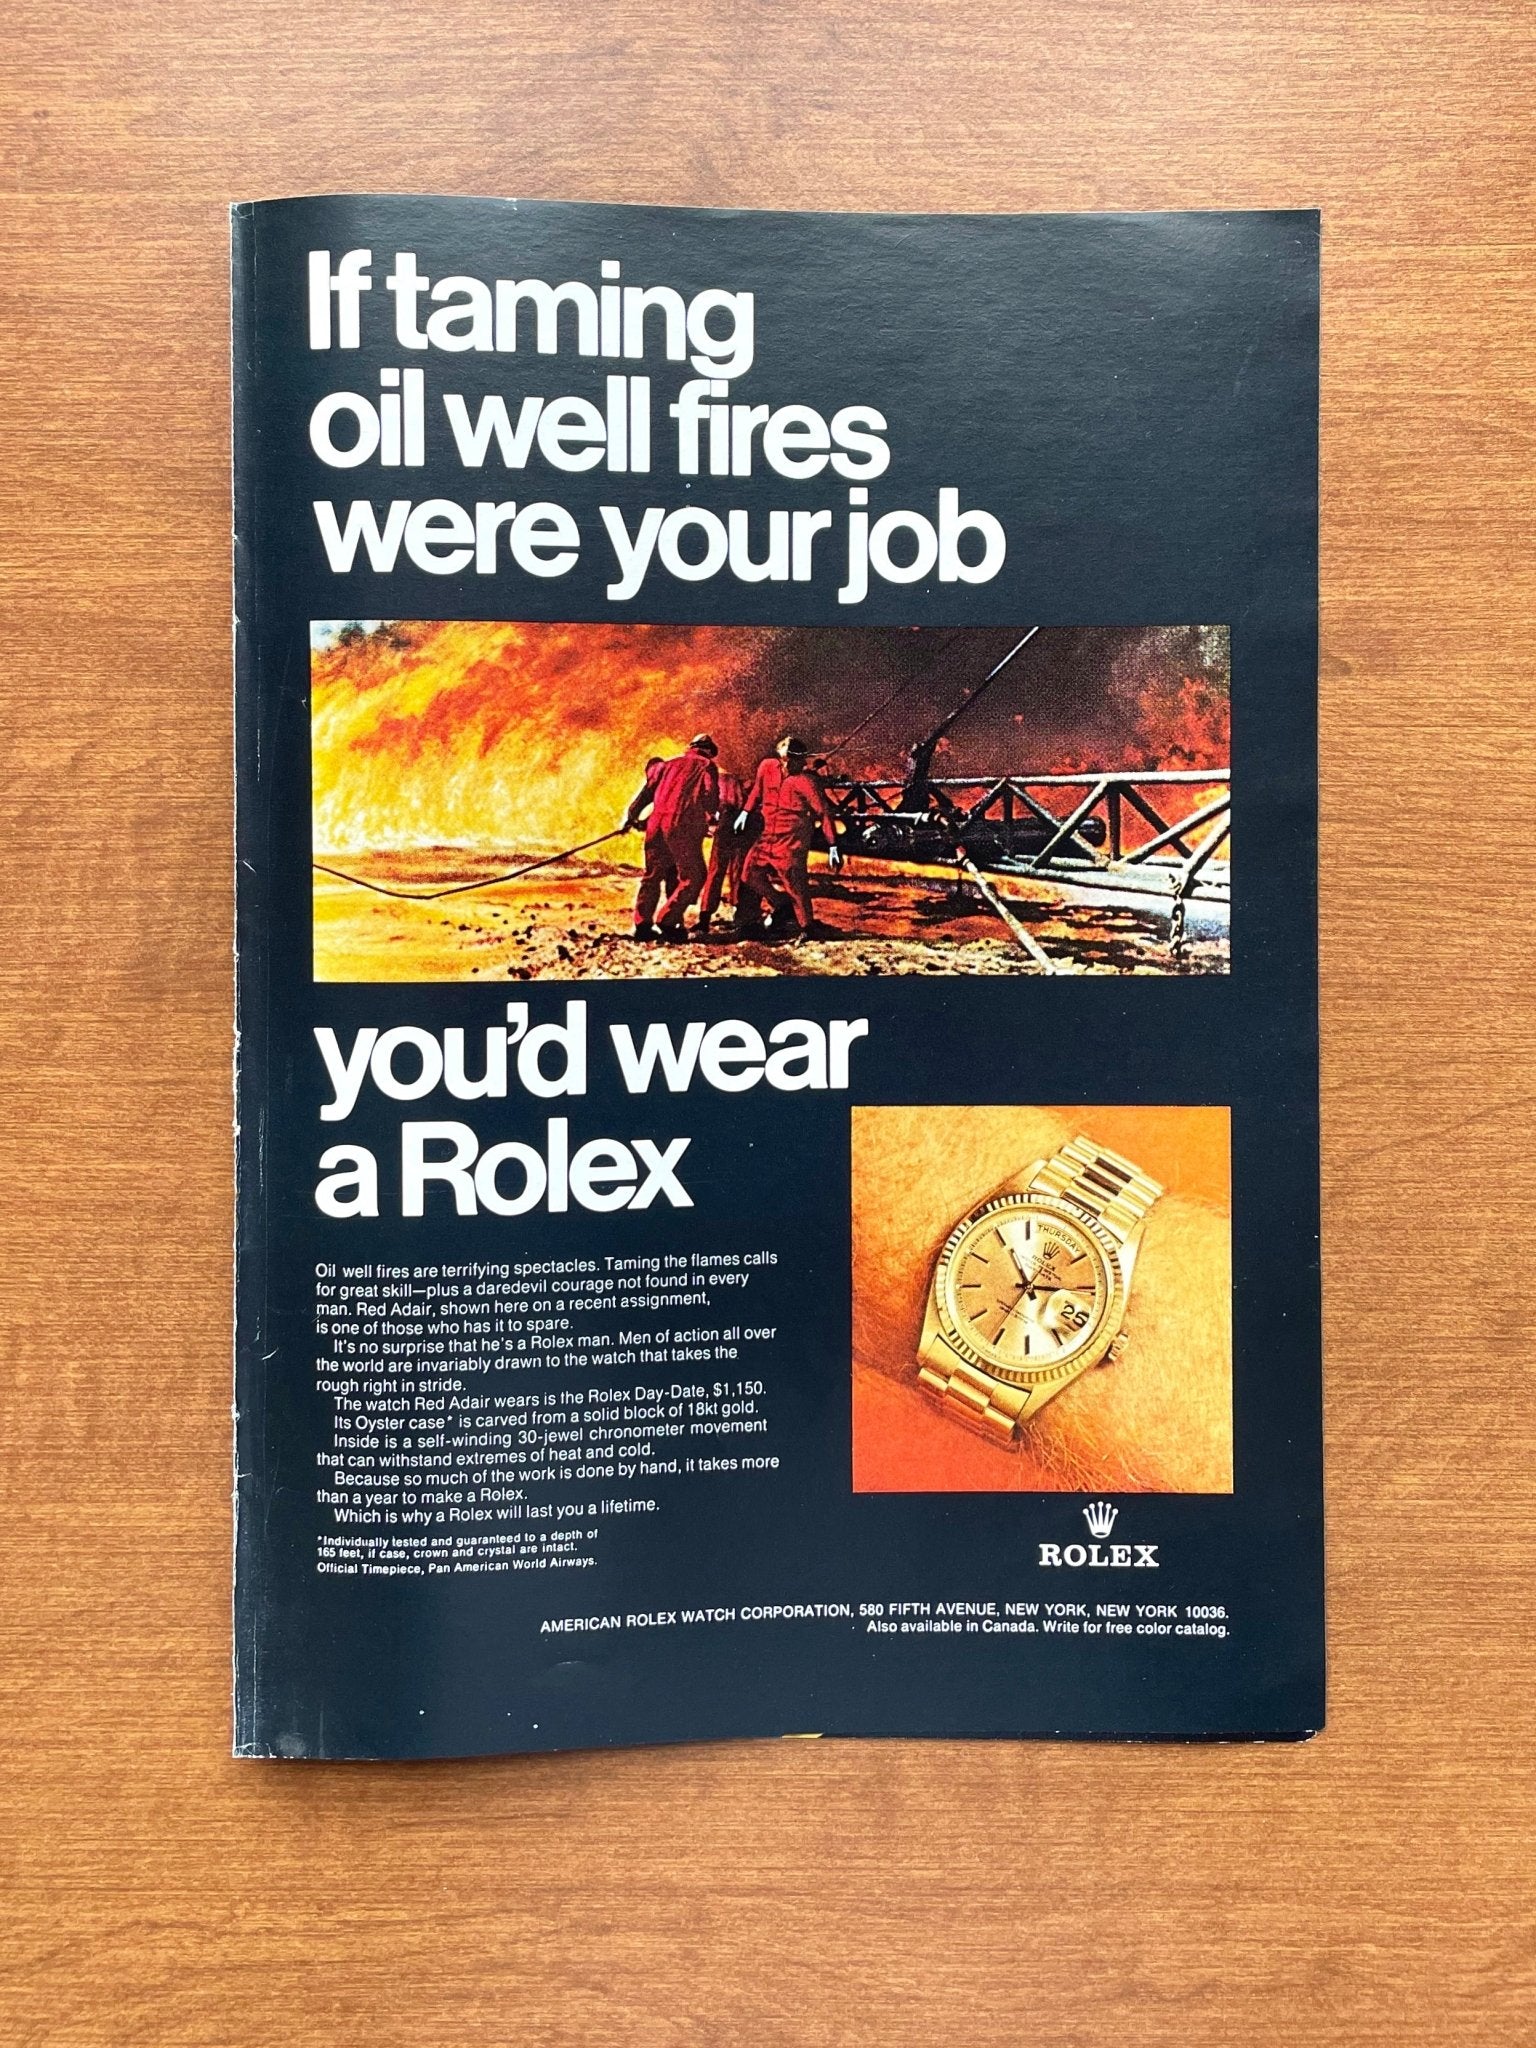 If taming
oil well fires
were your job
you'd wear
a Rolex
Oil well fires are terrifying spectacles. Taming the flames calls
for great skill—plus a daredevil courage not found in every
man. Red Adair, shown here on a recent assignment,
is one of those who has it to spare.
It's no surprise that he's a Rolex man. Men of action all over
the world are invariably drawn to the watch that takes the
rough right in stride.
The watch Red Adair wears is the Rolex Day-Date, $1,150.
Its Oyster case* is carved from a solid block of 18kt gold.
Inside is a self-winding 30-jewel chronometer movement
that can withstand extremes of heat and cold.
Because so much of the work is done by hand, it takes more
than a year to make a Rolex.
Which is why a Rolex will last you a lifetime.
*Individually tested and guaranteed to a depth of
165 feet, if case, crown and crystal are intact.
Official Timepiece, Pan American World Airways.
THURSDAY
ROLEX
25
ROLEX
AMERICAN ROLEX WATCH CORPORATION, 580 FIFTH AVENUE, NEW YORK, NEW YORK 10036.
Also available in Canada. Write for free color catalog.